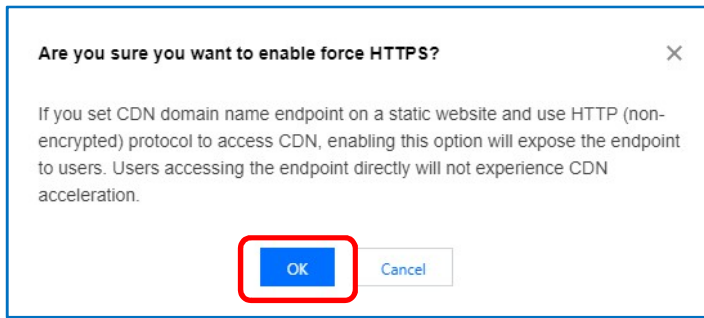 Are you sure you want to enable force HTTPS?
If you set CDN domain name endpoint on a static website and use HTTP (non-
encrypted) protocol to access CDN, enabling this option will expose the endpoint
to users. Users accessing the endpoint directly will not experience CDN
acceleration.
OK Cancel